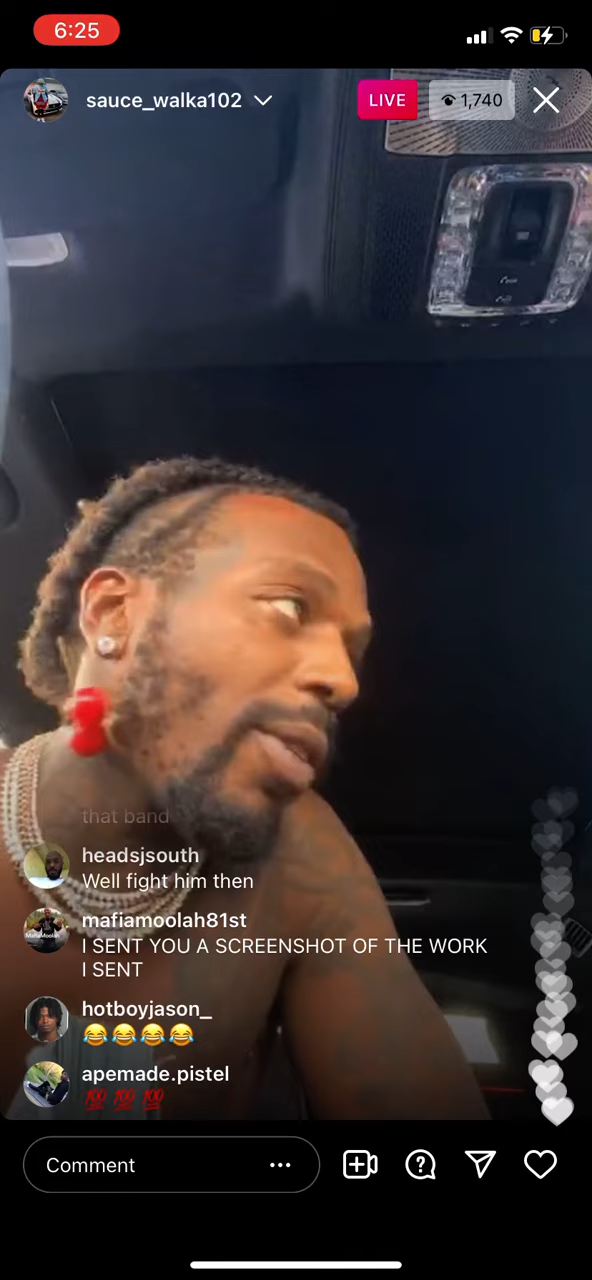 6:25
sauce_walka102
LIVE
1,740
that band
headsjsouth
Well fight him then
mafiamoolah81st
I SENT YOU A SCREENSHOT OF THE WORK
I SENT
hotboyjason_
😂😂😂😂
apemade.pistel
💯 💯 💯
Comment